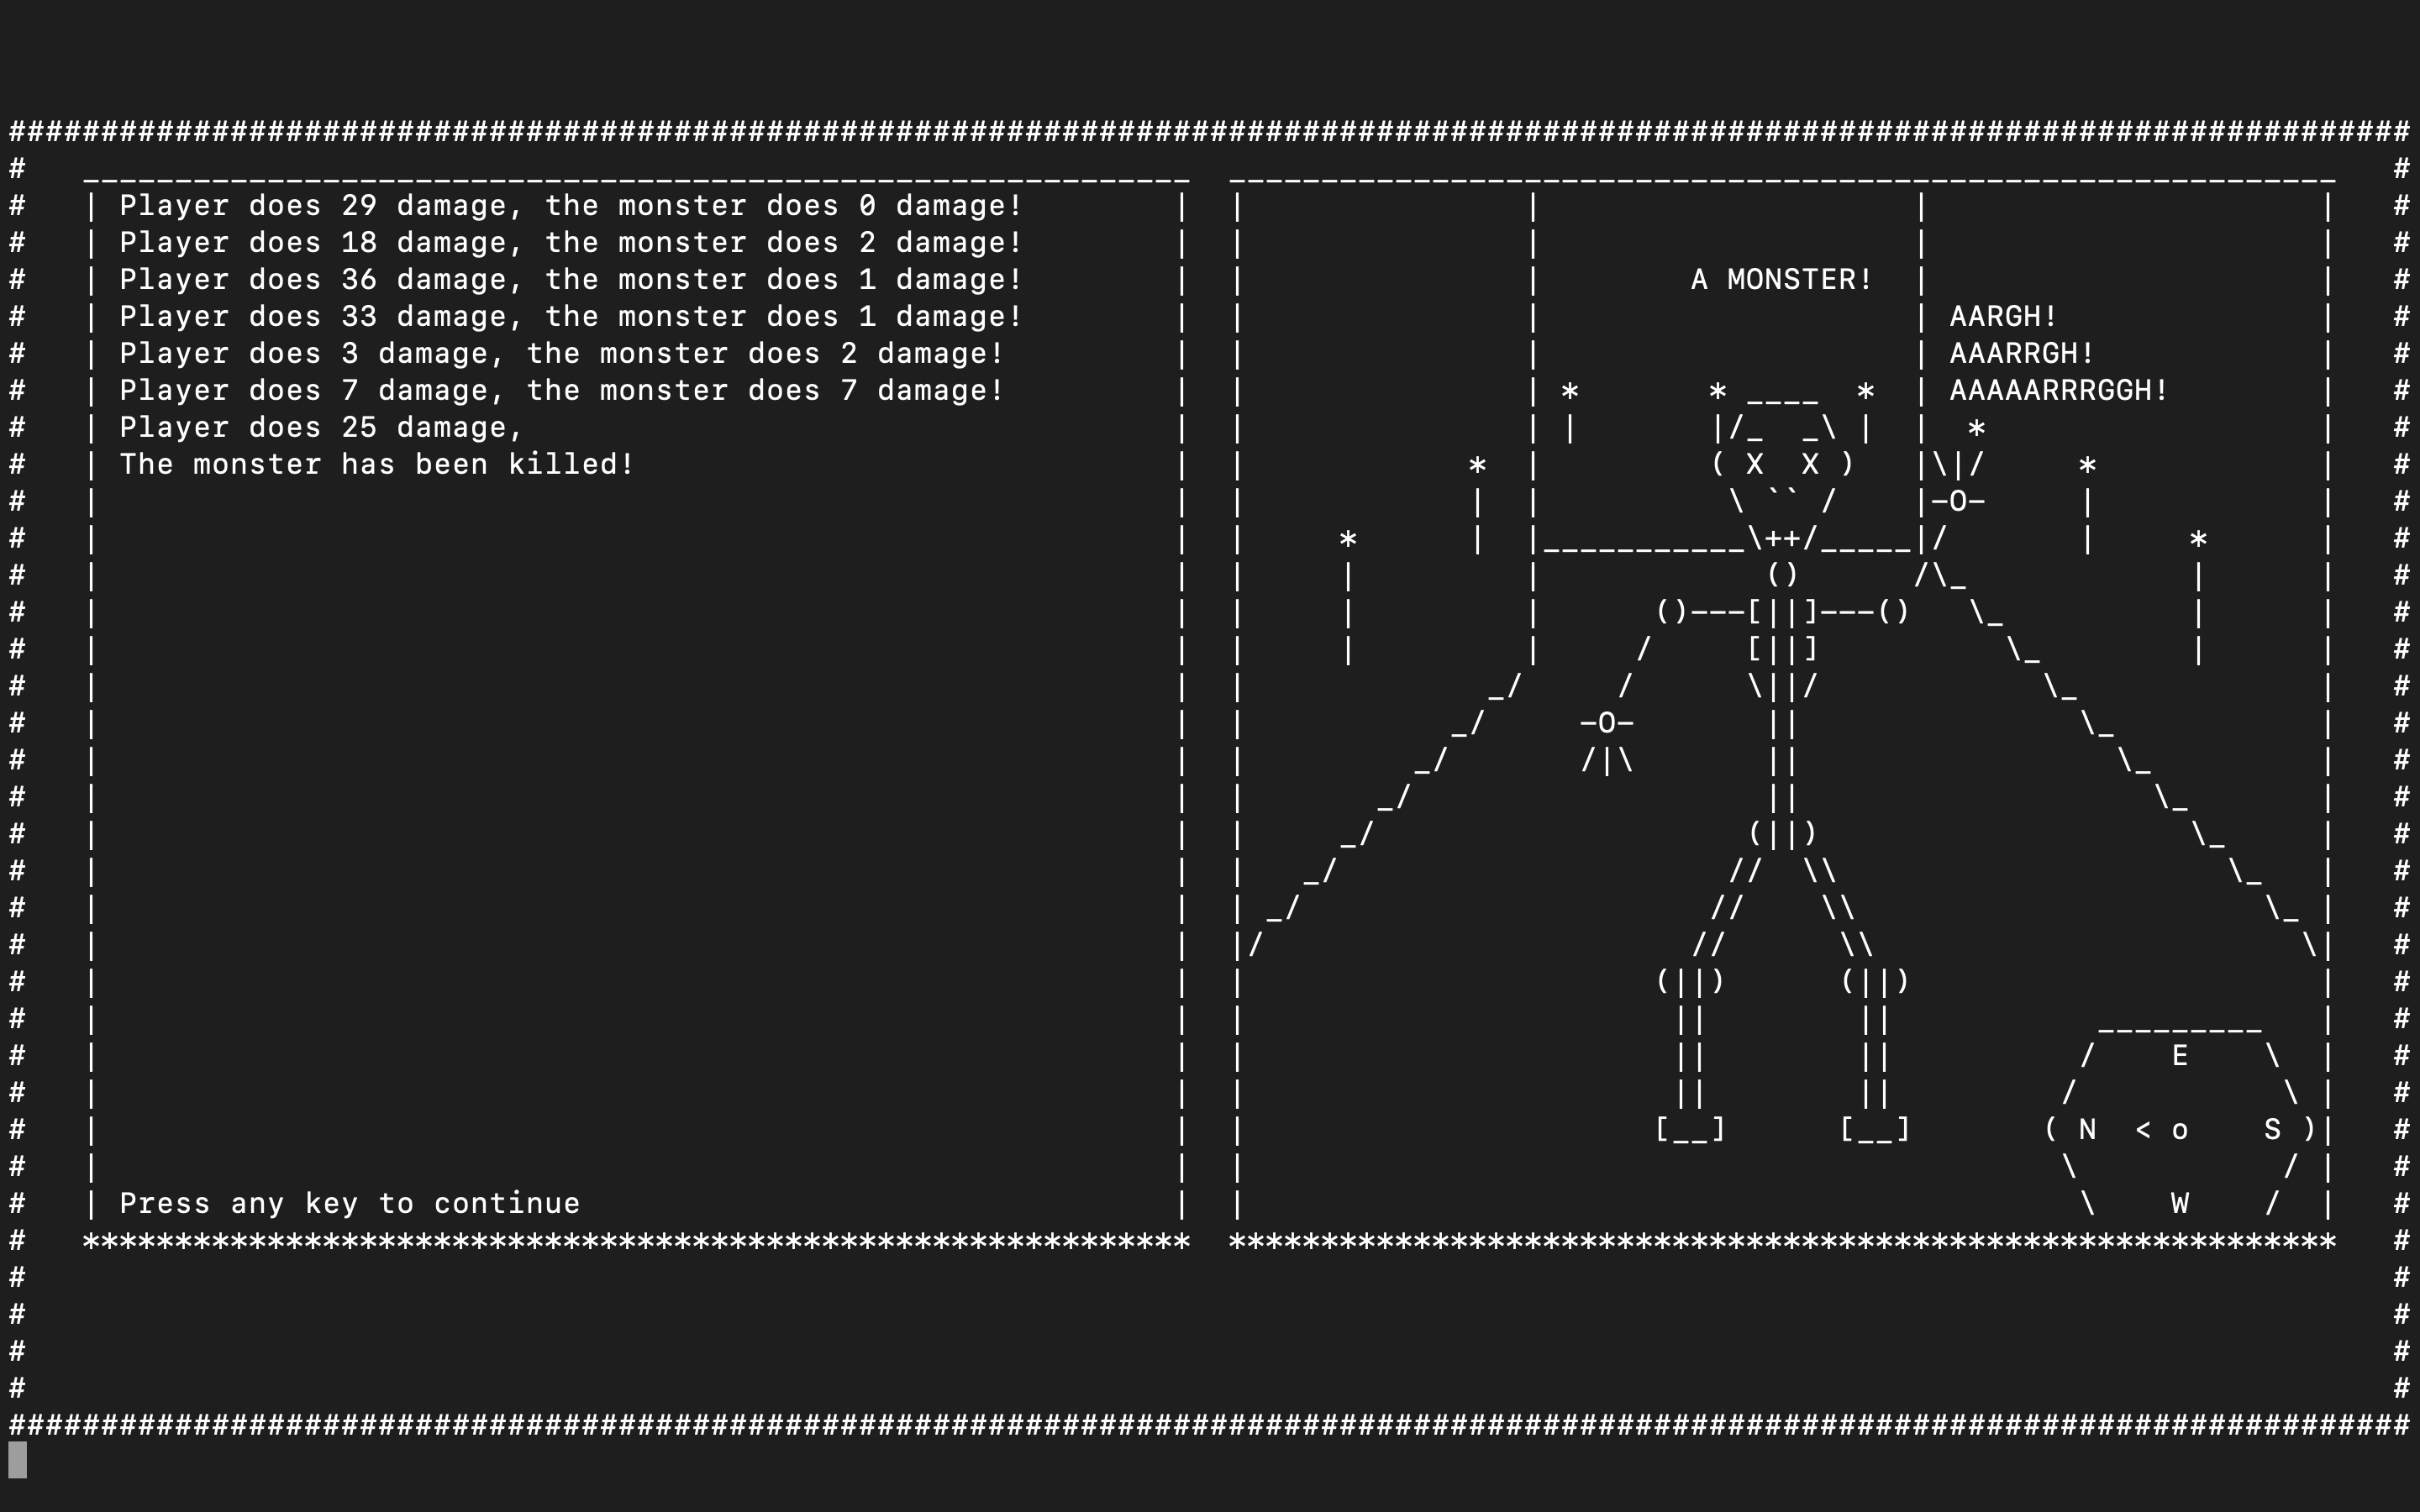 Player does 29 damage, the monster does 0 damage!
Player does 18 damage, the monster does 2 damage!
Player does 36 damage, the monster does 1 damage!
Player does 33 damage, the monster does 1 damage!
Player does 3 damage, the monster does 2 damage!
Player does 7 damage, the monster does 7 damage!
Player does 25 damage,
The monster has been killed!
Press any key to continue
A MONSTER!
AARGH!
AAARRGH!
AAAAARRRGGH!
E
N < o S
W